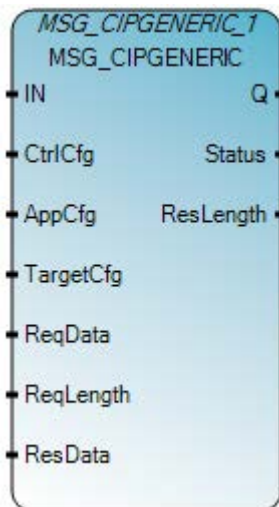 MSG_CIPGENERIC_1
MSG_CIPGENERIC
IN Q
CtrlCfg Status
AppCfg ResLength
TargetCfg
ReqData
ReqLength
ResData